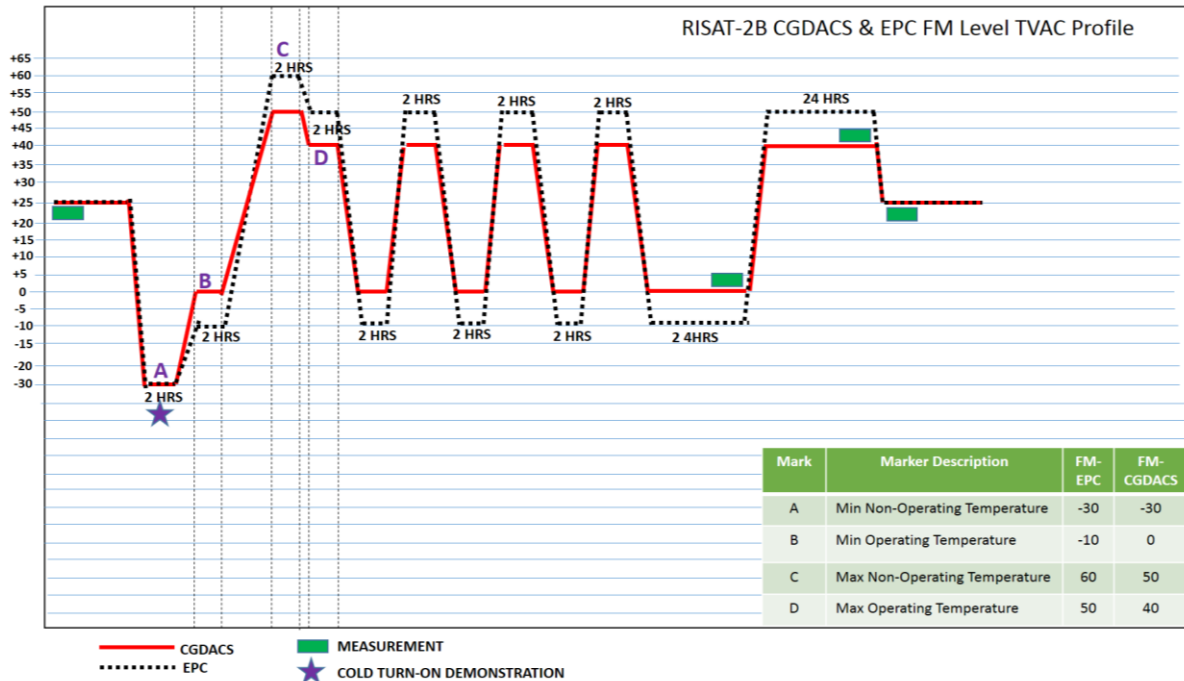 RISAT-2B CGDACS & EPC FM Level TVAC Profile
+65
+60
+55
+50
+45
+40
+35
+30
+25
+20
+15
+10
+5
0
-5
-10
-15
-20
-30
C
2 HRS
2 HRS
D
2 HRS
2 HRS
2 HRS
24 HRS
B
2 HRS
A
2 HRS
2 HRS
2 HRS
2 HRS
2 4HRS
Mark Marker Description FM-EPC FM-CGDACS
A Min Non-Operating Temperature -30 -30
B Min Operating Temperature -10 0
C Max Non-Operating Temperature 60 50
D Max Operating Temperature 50 40
CGDACS
EPC
MEASUREMENT
COLD TURN-ON DEMONSTRATION